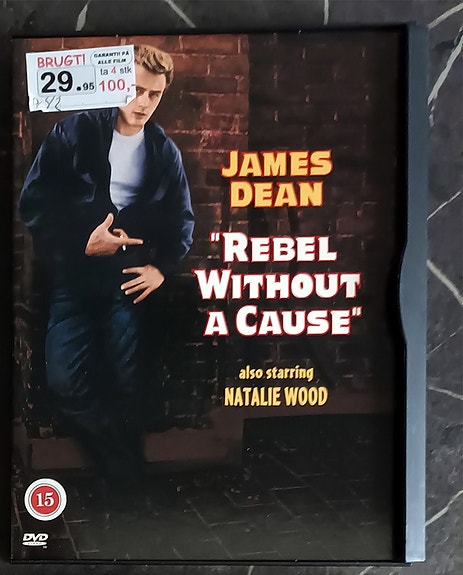 BRUGT!
GARANTI PÅ
ALLE FILM
29.95
ta 4 stk
100,-
JAMES
DEAN
"REBEL
WITHOUT
A CAUSE"
also starring
NATALIE WOOD
15
DVD